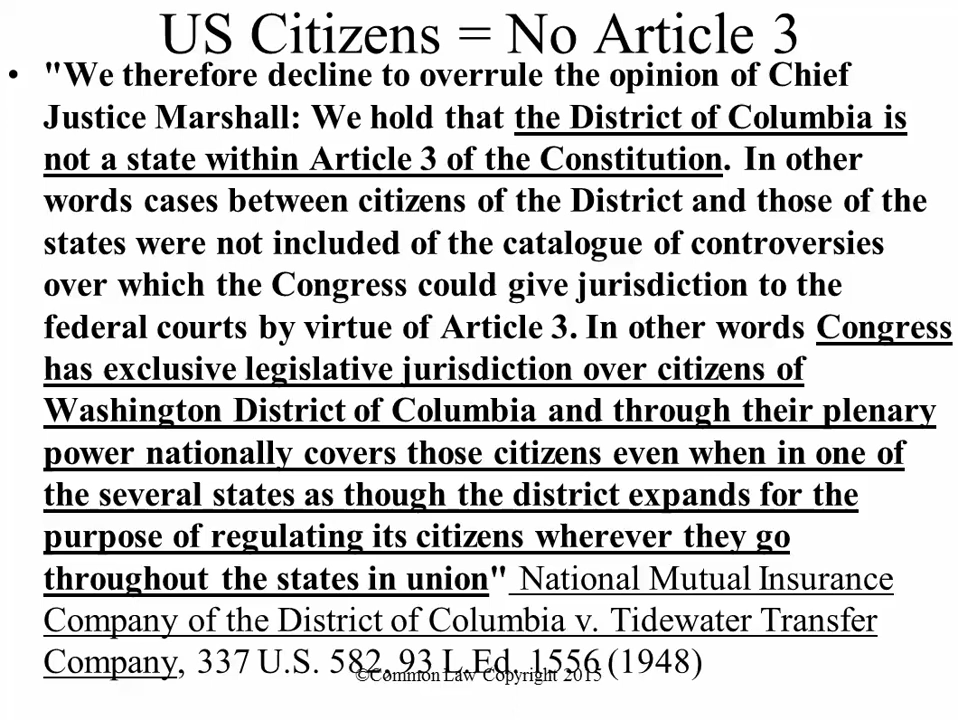 US Citizens = No Article 3
• "We therefore decline to overrule the opinion of Chief
Justice Marshall: We hold that the District of Columbia is
not a state within Article 3 of the Constitution. In other
words cases between citizens of the District and those of the
states were not included of the catalogue of controversies
over which the Congress could give jurisdiction to the
federal courts by virtue of Article 3. In other words Congress
has exclusive legislative jurisdiction over citizens of
Washington District of Columbia and through their plenary
power nationally covers those citizens even when in one of
the several states as though the district expands for the
purpose of regulating its citizens wherever they go
throughout the states in union" National Mutual Insurance
Company of the District of Columbia v. Tidewater Transfer
Company, 337 U.S. 582, 93 L.Ed. 1556 (1948)
©Common Law Copyright 2015